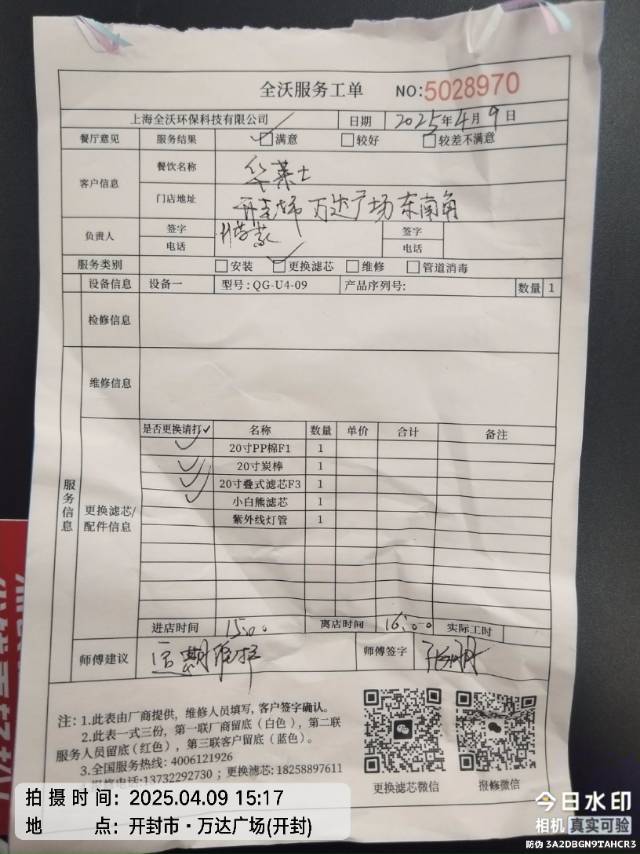 全沃服务工单 NO:5028970
上海全沃环保科技有限公司 日期 2025年4月9日
餐厅意见 服务结果 ☑满意 □较好 □较差不满意
客户信息 餐饮名称 华莱士
门店地址 开封市万达广场东南角
负责人 签字 签字
电话 电话
服务类别 □安装 ☑更换滤芯 □维修 □管道消毒
设备信息 设备一 型号:QG-U4-09 产品序列号: 数量 1
检修信息
维修信息
服务信息
更换滤芯/配件信息
是否更换请打✓ 名称 数量 单价 合计 备注
✓ 20寸PP棉F1 1
✓ 20寸炭棒 1
✓ 20寸叠式滤芯F3 1
✓ 小白熊滤芯 1
紫外线灯管 1
进店时间 15:00 离店时间 16:00 实际工时
师傅建议 定期维护 师傅签字
注:1.此表由厂商提供,维修人员填写,客户签字确认。
2.此表一式三份,第一联厂商留底(白色),第二联
服务人员留底(红色),第三联客户留底(蓝色)。
3.全国服务热线:4006121926
报修电话:13732292730;更换滤芯:18258897611
更换滤芯微信 报修微信
拍摄时间:2025.04.09 15:17
地点:开封市·万达广场(开封)
今日水印
相机 真实可验
防伪 3A2DBGN9TAHCR3